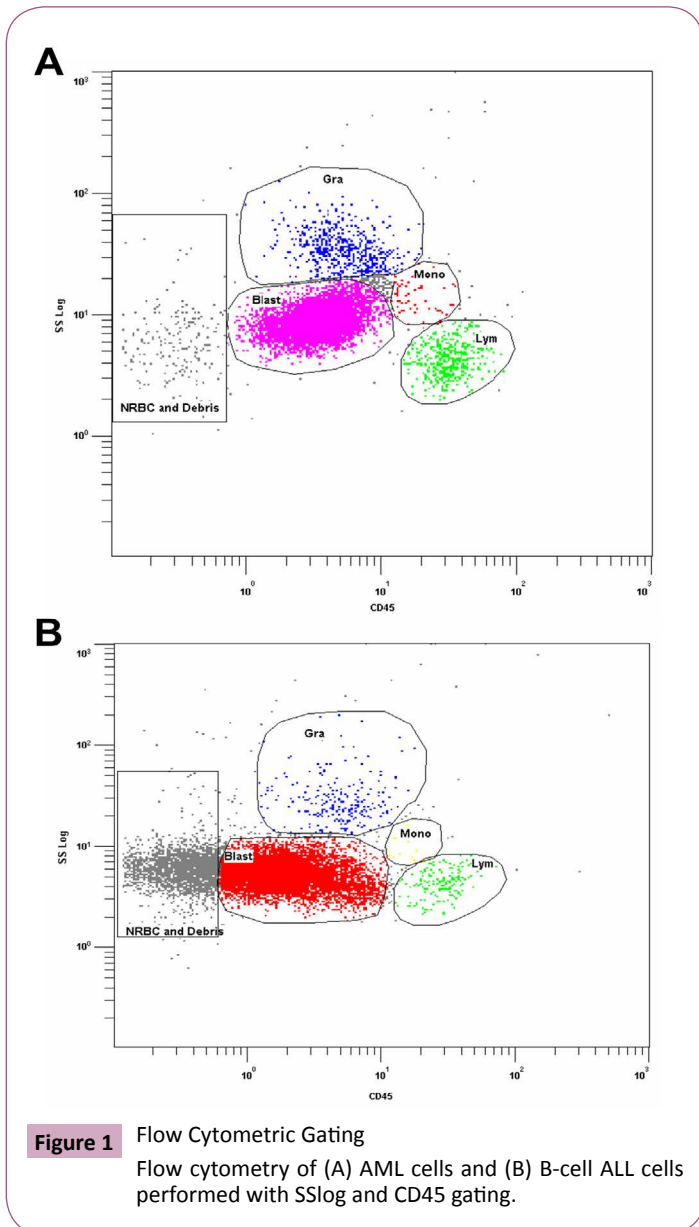 A
10³
Gra
10²
SS Log
Mono
Blast
10¹
Lym
NRBC and Debris
10⁰
10⁰ 10¹ 10² 10³
CD45
B
10³
Gra
10²
SS Log
Mono
10¹
Blast
Lym
NRBC and Debris
10⁰
10⁰ 10¹ 10² 10³
CD45
Figure 1 Flow Cytometric Gating
Flow cytometry of (A) AML cells and (B) B-cell ALL cells
performed with SSlog and CD45 gating.